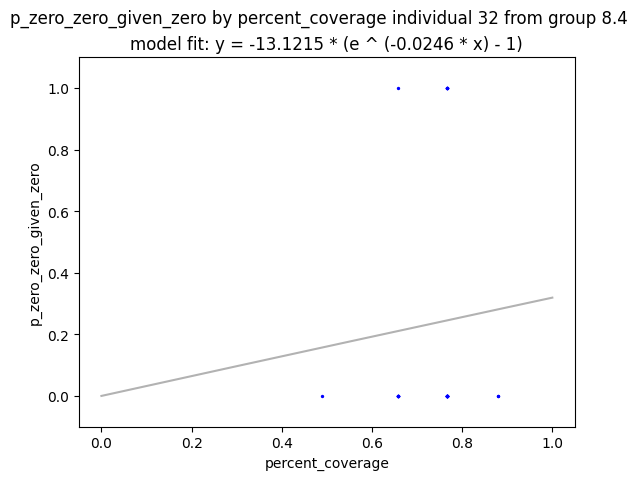 p_zero_zero_given_zero by percent_coverage individual 32 from group 8.4
model fit: y = -13.1215 * (e ^ (-0.0246 * x) - 1)
1.0
0.8
0.6
0.4
0.2
0.0
p_zero_zero_given_zero
0.0 0.2 0.4 0.6 0.8 1.0
percent_coverage